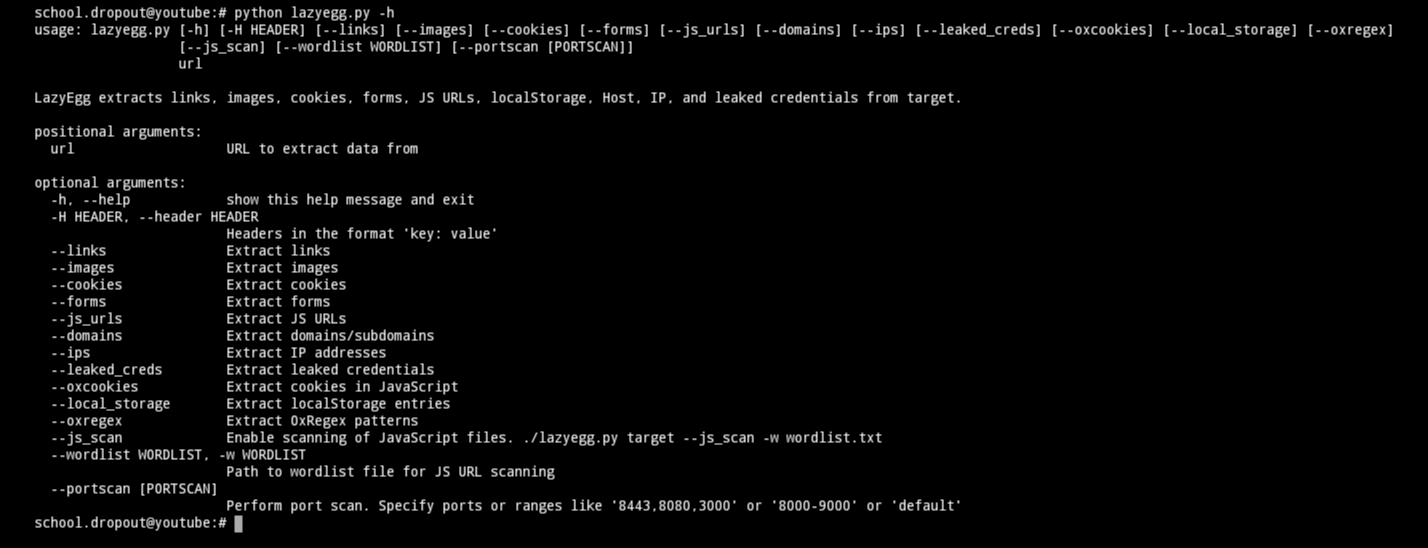 school.dropout@youtube:# python lazyegg.py -h
usage: lazyegg.py [-h] [-H HEADER] [--links] [--images] [--cookies] [--forms] [--js_urls] [--domains] [--ips] [--leaked_creds] [--oxcookies] [--local_storage] [--oxregex]
[--js_scan] [--wordlist WORDLIST] [--portscan [PORTSCAN]]
url
LazyEgg extracts links, images, cookies, forms, JS URLs, localStorage, Host, IP, and leaked credentials from target.
positional arguments:
url URL to extract data from
optional arguments:
-h, --help show this help message and exit
-H HEADER, --header HEADER
Headers in the format 'key: value'
--links Extract links
--images Extract images
--cookies Extract cookies
--forms Extract forms
--js_urls Extract JS URLs
--domains Extract domains/subdomains
--ips Extract IP addresses
--leaked_creds Extract leaked credentials
--oxcookies Extract cookies in JavaScript
--local_storage Extract localStorage entries
--oxregex Extract 0xRegex patterns
--js_scan Enable scanning of JavaScript files. ./lazyegg.py target --js_scan -w wordlist.txt
--wordlist WORDLIST, -w WORDLIST
Path to wordlist file for JS URL scanning
--portscan [PORTSCAN]
Perform port scan. Specify ports or ranges like '8443,8080,3000' or '8000-9000' or 'default'
school.dropout@youtube:#